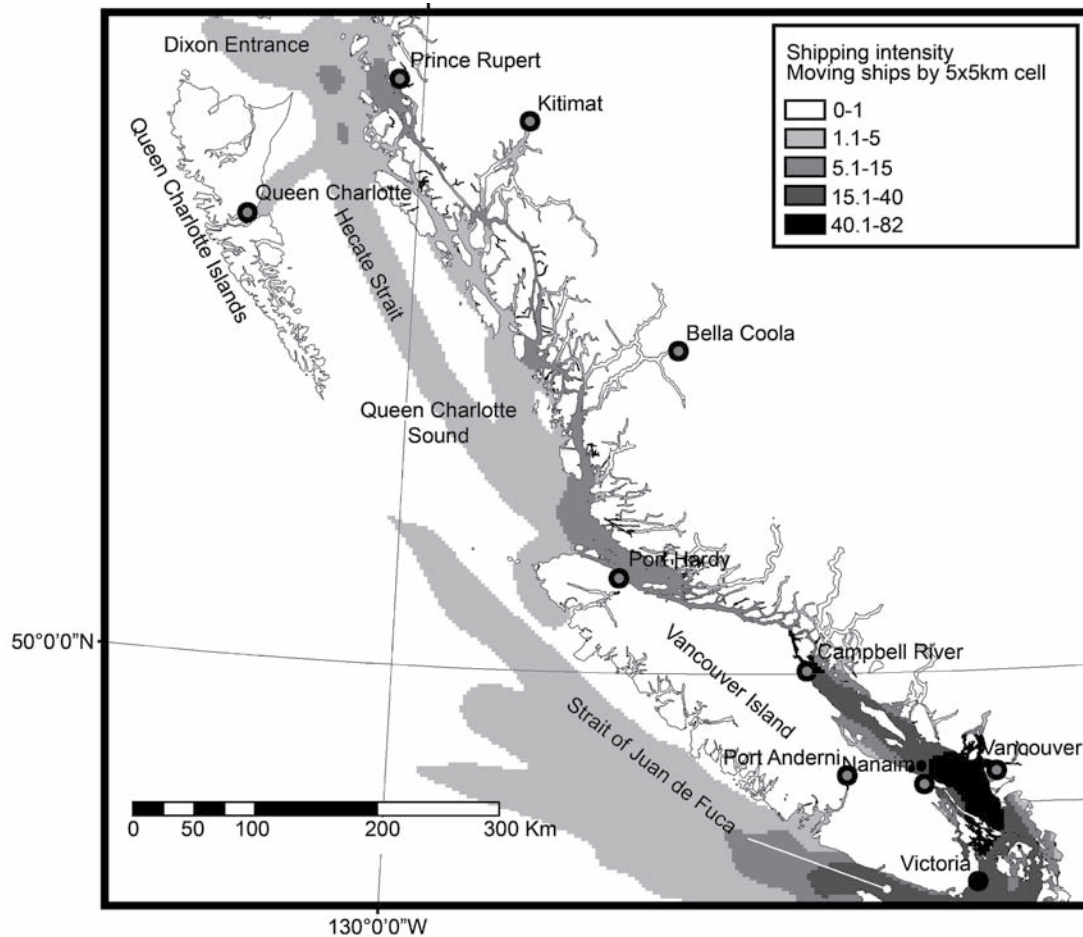 Dixon Entrance
Prince Rupert
Kitimat
Queen Charlotte Islands
Queen Charlotte
Hecate Strait
Bella Coola
Queen Charlotte
Sound
Port Hardy
50°0'0"N
Vancouver Island
Campbell River
Strait of Juan de Fuca
Port Anderni
Nanaimo
Vancouver
Victoria
0 50 100 200 300 Km
130°0'0"W
Shipping intensity
Moving ships by 5x5km cell
0-1
1.1-5
5.1-15
15.1-40
40.1-82